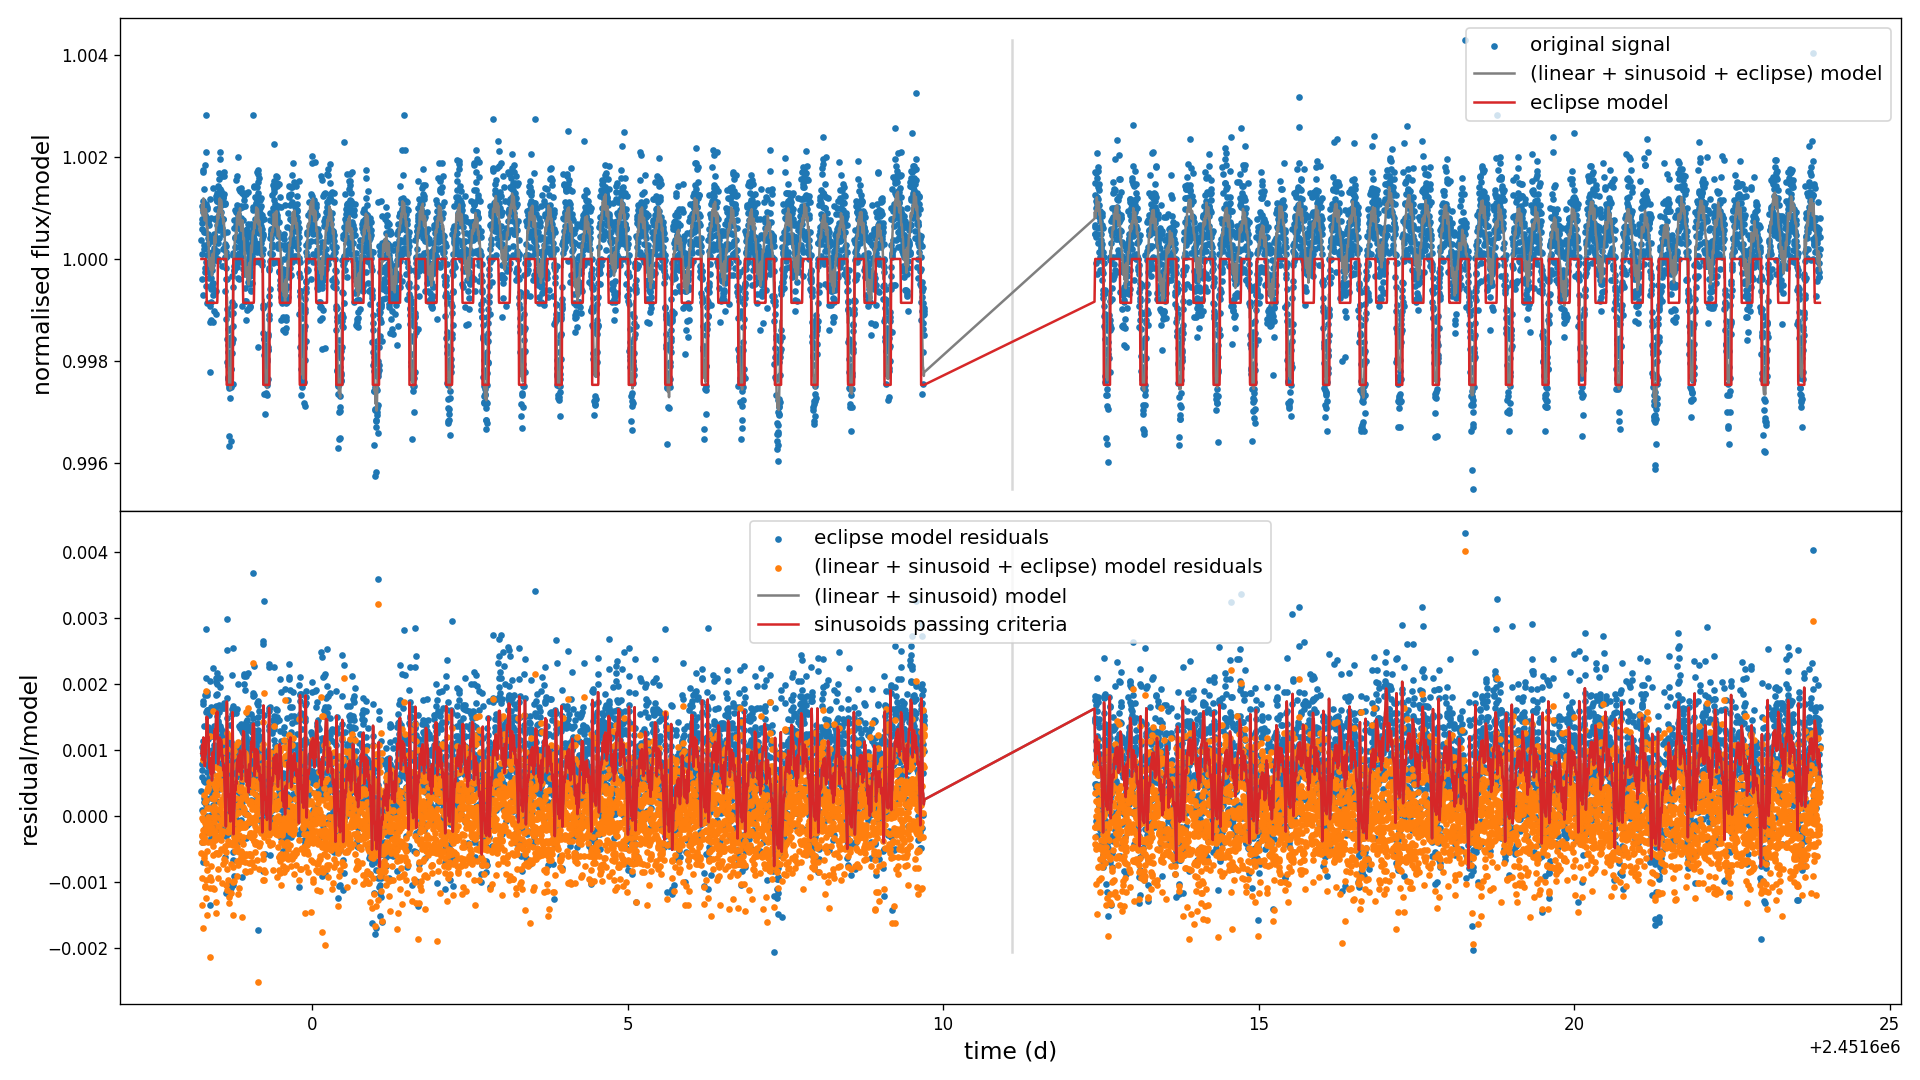 normalised flux/model
1.004
1.002
1.000
0.998
0.996
original signal
(linear + sinusoid + eclipse) model
eclipse model
residual/model
0.004
0.003
0.002
0.001
0.000
−0.001
−0.002
eclipse model residuals
(linear + sinusoid + eclipse) model residuals
(linear + sinusoid) model
sinusoids passing criteria
0 5 10 15 20 25
time (d)
+2.4516e6